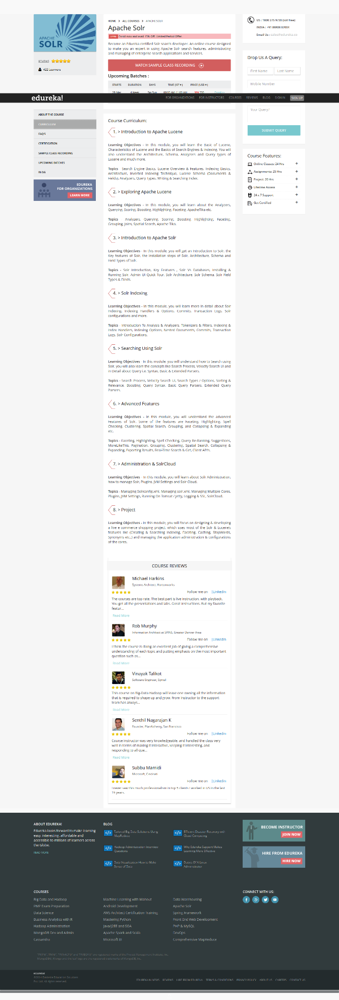 APACHE
SOLR
REVIEWS
422 Learners
HOME > ALL COURSES > APACHE SOLR
Apache Solr
OFFER Enroll now and avail 15% Off. Limited Period Offer.
Become an Edureka certified Solr search developer. An online course designed
to make you an expert in using Apache Solr search features, administrating
and managing of enterprise search applications and services.
WATCH SAMPLE CLASS RECORDING
Upcoming Batches :
STARTS DURATION DAYS TIME (IST ▾) PRICE (USD ▾)
28 Mar 4 Week Sat Sun 08:00 AM-11:00 AM
US : 1800 275 9730 (toll free)
INDIA : +91 88808 62004
Email Us : sales@edureka.co
Drop Us A Query:
First Name Last Name
Mobile Number
edureka!
FOR ORGANIZATIONS FOR INSTRUCTORS COURSES REVIEWS BLOG SIGN IN SIGN UP
Your Query?
SUBMIT QUERY
ABOUT THE COURSE
CURRICULUM
FAQ'S
CERTIFICATION
SAMPLE CLASS RECORDING
UPCOMING BATCHES
BLOG
EDUREKA
FOR ORGANIZATIONS
LEARN MORE
Course Features:
Online Classes: 24 Hrs +
Assignments: 25 Hrs +
Project: 20 Hrs +
Lifetime Access +
24 x 7 Support +
Get Certified +
Course Curriculum:
1. > Introduction to Apache Lucene
Learning Objectives - In this module, you will learn the Basic of Lucene,
Characteristics of Lucene and the Basics of Search Engines & Indexing. You will
also understand the Architecture, Schema, Analyzers and Query types of
Lucene and much more.
Topics - Search Engine Basics, Lucene Overview & Features, Indexing Basics,
Architecture, Inverted Indexing Technique, Lucene Schema (Documents &
Fields), Analyzers, Query Types, Writing & Searching Index.
2. > Exploring Apache Lucene
Learning Objectives - In this module, you will learn about the Analyzers,
Querying, Scoring, Boosting, Highlighting, Faceting, ApacheTika etc.
Topics - Analyzers, Querying, Scoring, Boosting, Highlighting, Faceting,
Grouping, Joins, Spatial Search, Apache Tika.
3. > Introduction to Apache Solr
Learning Objectives - In this module, you will get an Introduction to Solr, the
Key features of Solr, the installation steps of Solr, Architecture, Schema and
Field Types of Solr.
Topics - Solr Introduction, Key Features , Solr Vs Databases, Installing &
Running Solr, Admin UI Quick Tour, Solr Architecture, Solr Schema, Solr Field
Types & Fields.
4. > Solr Indexing
Learning Objectives - In this module, you will learn more in detail about Solr
Indexing, Indexing Handlers & Options, Commits, Transaction Logs, Solr
configurations and more.
Topics - Introduction To Analysis & Analyzers, Tokenizers & Filters, Indexing &
Index Handlers, Indexing Options, Nested Documents, Commits, Transaction
Logs, Solr Configurations.
5. > Searching Using Solr
Learning Objectives - In this module, you will understand how to Search using
Solr, you will also learn the concepts like Search Process, Velocity Search UI and
in Detail about Query i.e. Syntax, Basic & Extended Parsers.
Topics - Search Process, Velocity Search UI, Search Types / Options, Sorting &
Relevance, Boosting, Query Syntax, Basic Query Parsers, Extended Query
Parsers.
6. > Advanced Features
Learning Objectives - In this module, you will understand the advanced
Features of Solr. Some of the features are Faceting, Highlighting, Spell
Checking, Clustering, Spatial Search, Grouping, and Collapsing & Expanding
etc.
Topics - Faceting, Highlighting, Spell Checking, Query Re-Ranking, Suggestions,
MoreLikeThis, Pagination, Grouping, Clustering, Spatial Search, Collapsing &
Expanding, Exporting Results, Real-Time Search & Get, Client API's.
7. > Administration & SolrCloud
Learning Objectives - In this module, you will learn about Solr Administration,
how to manage Solr, Plugins, JVM Settings and Solr Cloud.
Topics - Managing Solrconfig.xml, Managing solr.xml, Managing Multiple Cores,
Plugins, JVM Settings, Running On Tomcat / Jetty, Logging & SSL, SolrCloud.
8. > Project
Learning Objectives - In this module, you will focus on designing & developing
a live e-commerce shopping project, which uses most of the Solr & Lucene's
features like (Creating & Searching Indexing, Faceting, Caching, StopWords,
Synonyms etc.,) and managing the application administration & configurations
of the cores.
COURSE REVIEWS
Michael Harkins
Systems Architect, Hortonworks
Follow me on |Linkedin
The courses are top rate. The best part is live instruction, with playback.
You get all the presentations and labs. Great instructions. But my favorite
featur...
Read More
Rob Murphy
Information Architect at SPINS, Greater Denver Area
Follow me on |Linkedin
I think the course is doing an excellent job of giving a comprehensive
understanding of each topic and putting emphasis on the most important
question such as...
Read More
Vinayak Talikot
Software Engineer, Syntel
This course on Big-Data Hadoop will leave one owning all the information
that is required to shape up and grow. From Instructor to the support
team has always...
Read More
Senthil Nagarajan K
Founder, PlanAlchemy, San Francisco
Follow me on |Linkedin
Course instructor was very knowledgeable, and handled the class very
well in terms of making it interactive, keeping it interesting, and
responding to all que...
Read More
Subbu Mamidi
Microsoft, Cincinati
Follow me on |Linkedin
I never saw this much professionalism in top 5 clients I worked in US in the last
15 years.
ABOUT EDUREKA!
Edureka looks forward to make learning
easy, interesting, affordable and
accessible to millions of learners across
the Globe.
READ MORE
BLOG
Tailored Big Data Solutions Using
MapReduce
Efficient Disaster Recovery with
Cloud Computing
Hadoop Administration Interview
Questions
Why Edureka Support Makes
Learning More Effective
Data Visualization-How to Make
Sense of Data
Duties Of A Linux
Administrator
BECOME INSTRUCTOR
JOIN NOW
HIRE FROM EDUREKA
HIRE NOW
COURSES
Big Data and Hadoop
PMP Exam Preparation
Data Science
Business Analytics with R
Hadoop Administration
MongoDB Dev and Admin
Cassandra
Machine Learning with Mahout
Android Development
AWS Architect Certification Training
Mastering Python
Java/J2EE and SOA
Apache Spark and Scala
Microsoft BI
Data Warehousing
Apache Solr
Spring Framework
Front End Web Development
PHP & MySQL
DevOps
Comprehensive MapReduce
CONNECT WITH US:
edureka!
©2014 Brain4ce Education Solutions
Pvt. Ltd. All rights reserved.
EDUREKA IN NEWS REVIEWS HIRE FROM EDUREKA TERMS & CONDITIONS PRIVACY POLICY ABOUT US CAREERS CONTACT US